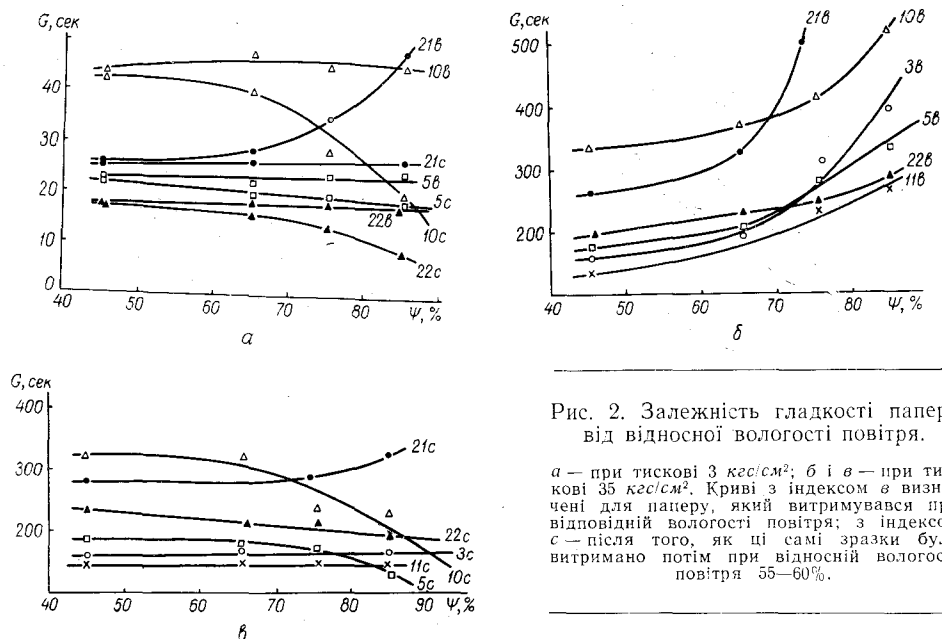 G, сек
40
30
20
10
0
40
50
60
70
80
Ψ, %
а
21в
10в
21с
5в
5с
22в
10с
22с
G, сек
500
400
300
200
40
50
60
70
80
90
Ψ, %
б
21в
10в
3в
5в
22в
11в
G, сек
400
300
200
40
50
60
70
80
90
Ψ, %
в
21с
22с
3с
11с
10с
5с
Рис. 2. Залежність гладкості папер
від відносної вологості повітря.
а — при тискові 3 кгс/см²; б і в — при ти
кові 35 кгс/см². Криві з індексом в визн
чені для паперу, який витримувався пр
відповідній вологості повітря; з індексо
с — після того, як ці самі зразки бул
витримано потім при відносній вологос
повітря 55—60%.